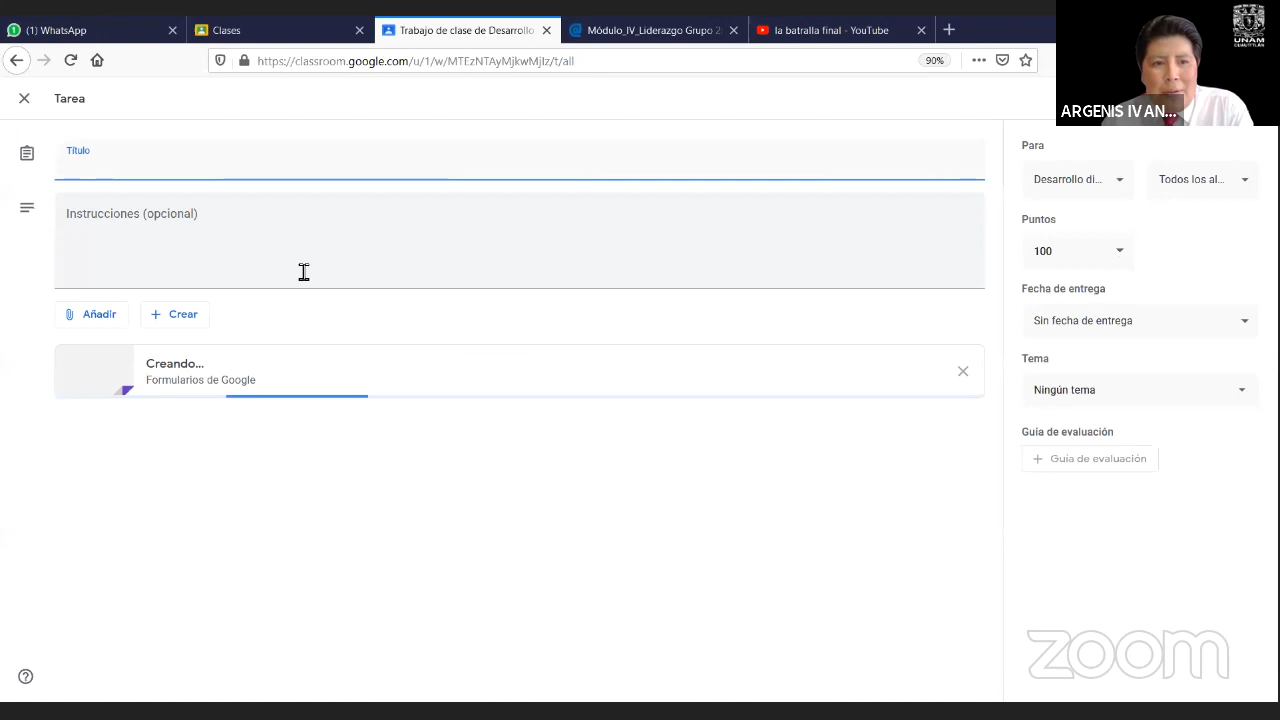 (1) WhatsApp
Clases
Trabajo de clase de Desarrollo
Módulo_IV_Liderazgo Grupo 2
la batralla final - YouTube
https://classroom.google.com/u/1/w/MTEzNTAyMjkwMjIz/t/all
90%
UNAM
CUAUTITLÁN
ARGENIS IVAN...
Tarea
Título
Instrucciones (opcional)
Añadir
Crear
Creando...
Formularios de Google
Para
Desarrollo di...
Todos los al...
Puntos
100
Fecha de entrega
Sin fecha de entrega
Tema
Ningún tema
Guía de evaluación
+ Guía de evaluación
zoom